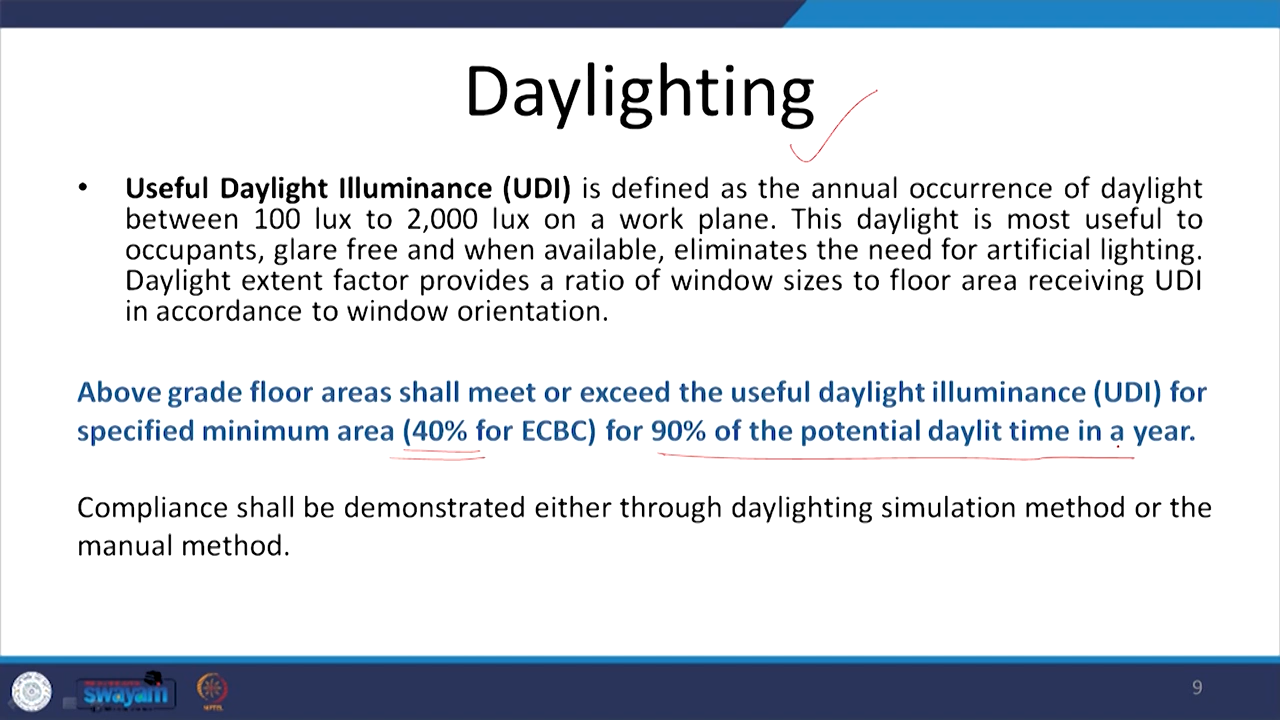 Daylighting
• Useful Daylight Illuminance (UDI) is defined as the annual occurrence of daylight
between 100 lux to 2,000 lux on a work plane. This daylight is most useful to
occupants, glare free and when available, eliminates the need for artificial lighting.
Daylight extent factor provides a ratio of window sizes to floor area receiving UDI
in accordance to window orientation.
Above grade floor areas shall meet or exceed the useful daylight illuminance (UDI) for
specified minimum area (40% for ECBC) for 90% of the potential daylit time in a year.
Compliance shall be demonstrated either through daylighting simulation method or the
manual method.
swayam
9